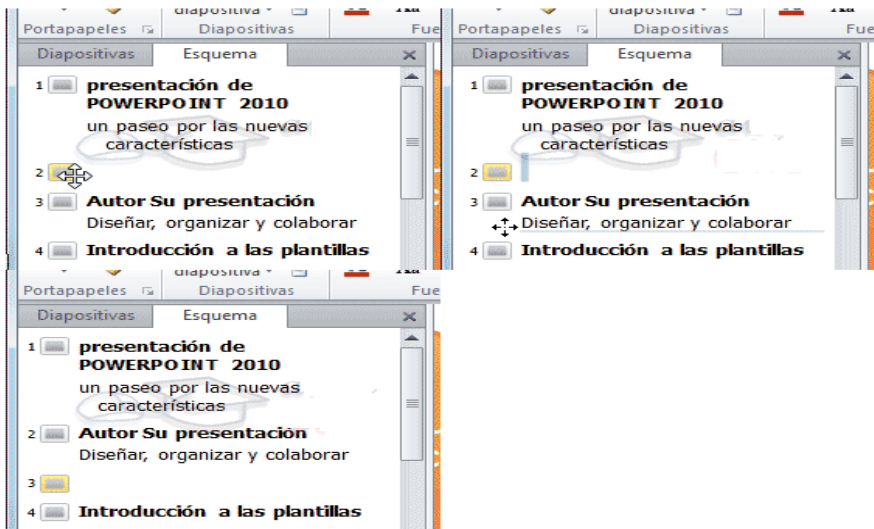 diapositiva
Portapapeles Diapositivas Fue
Diapositivas Esquema
1 presentación de
POWERPOINT 2010
un paseo por las nuevas
características
2
3 Autor Su presentación
Diseñar, organizar y colaborar
4 Introducción a las plantillas
diapositiva
Portapapeles Diapositivas Fue
Diapositivas Esquema
1 presentación de
POWERPOINT 2010
un paseo por las nuevas
características
2
3 Autor Su presentación
Diseñar, organizar y colaborar
4 Introducción a las plantillas
diapositiva
Portapapeles Diapositivas Fue
Diapositivas Esquema
1 presentación de
POWERPOINT 2010
un paseo por las nuevas
características
2 Autor Su presentación
Diseñar, organizar y colaborar
3
4 Introducción a las plantillas